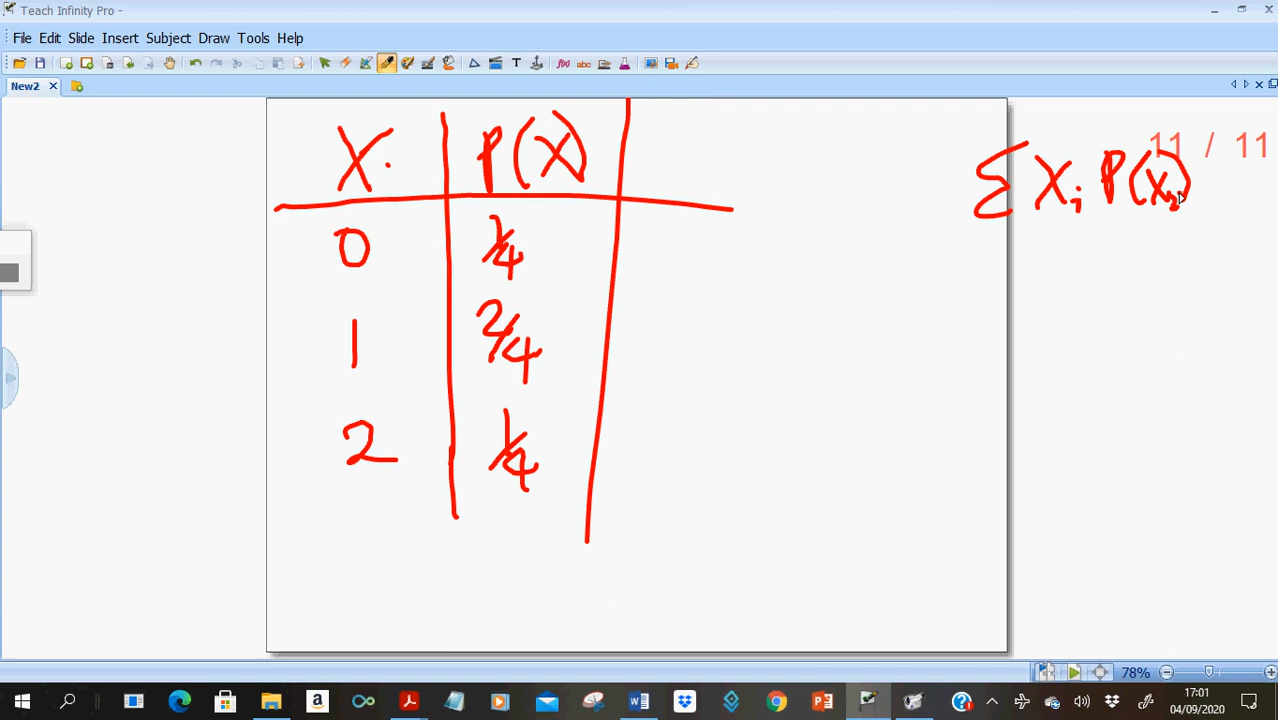 Teach Infinity Pro -
File Edit Slide Insert Subject Draw Tools Help
New2
X. P(X)
0 1/4
1 2/4
2 1/4
11 / 11
Σ Xi P(Xi)
78%
17:01
04/09/2020